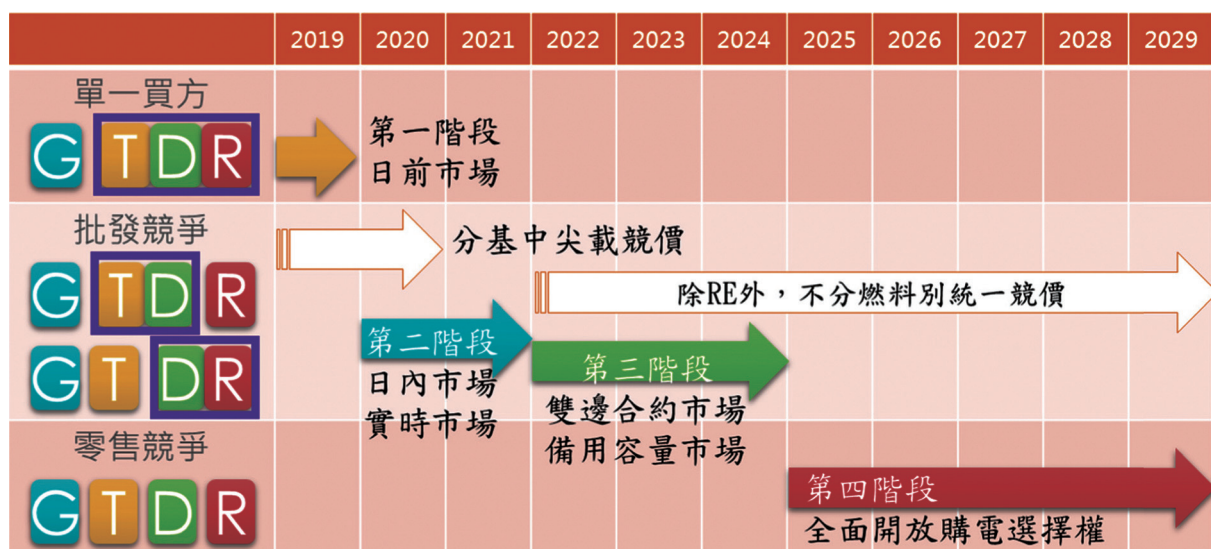 2019 2020 2021 2022 2023 2024 2025 2026 2027 2028 2029
單一買方
G T D R
第一階段
日前市場
批發競爭
分基中尖載競價
G T D R
除RE外，不分燃料別統一競價
G T D R
第二階段
日內市場
實時市場
第三階段
雙邊合約市場
備用容量市場
零售競爭
G T D R
第四階段
全面開放購電選擇權